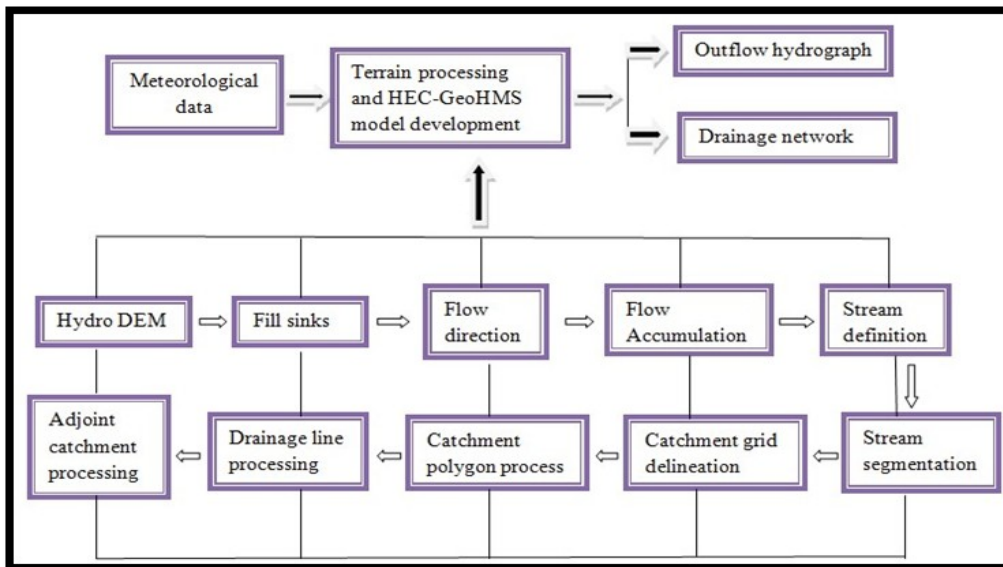 Meteorological
data
Terrain processing
and HEC-GeoHMS
model development
Outflow hydrograph
Drainage network
Hydro DEM
Fill sinks
Flow
direction
Flow
Accumulation
Stream
definition
Adjoint
catchment
processing
Drainage line
processing
Catchment
polygon process
Catchment grid
delineation
Stream
segmentation